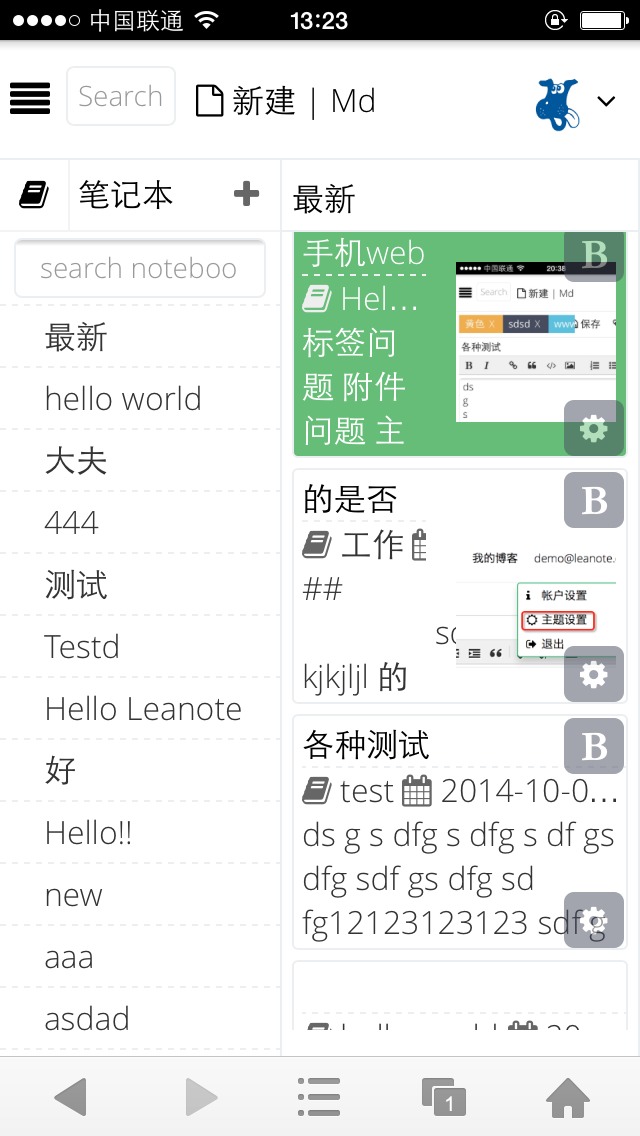 中国联通 13:23
Search 新建 | Md
笔记本 +
search noteboo
最新
hello world
大夫
444
测试
Testd
Hello Leanote
好
Hello!!
new
aaa
asdad
最新
手机web
Hel...
标签问
题 附件
问题 主
B
中国联通 20:38
Search 新建 | Md
黄色 X sdsd X www 保存
各种测试
B I
ds
g
s
的是否
B
工作
##
kjkjljl 的
我的博客 demo@leanote.
帐户设置
主题设置
退出
各种测试
B
test 2014-10-0...
ds g s dfg s dfg s df gs
dfg sdf gs dfg sd
fg12123123123 sdf g
1